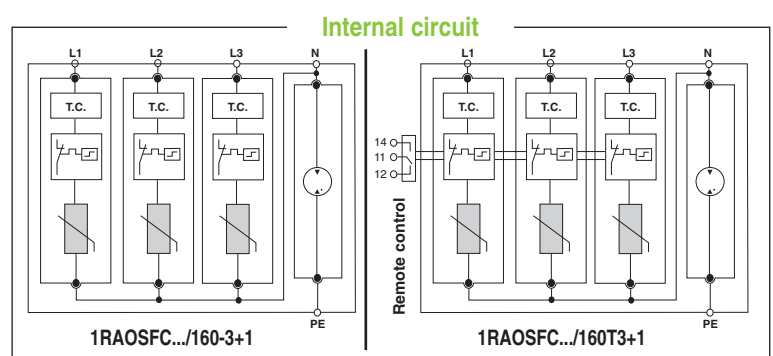 Internal circuit
L1 L2 L3 N
T.C. T.C. T.C.
PE
1RAOSFC.../160-3+1
L1 L2 L3 N
T.C. T.C. T.C.
14
11
12
Remote control
PE
1RAOSFC.../160T3+1